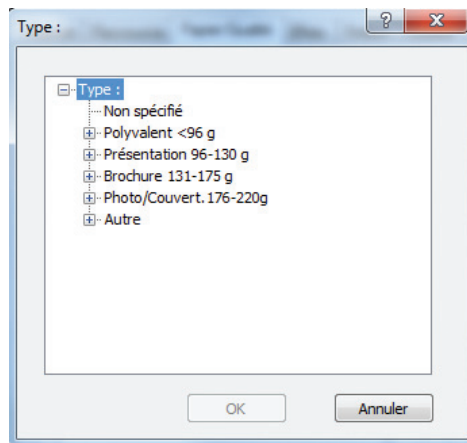 Type :
Type :
Non spécifié
Polyvalent <96 g
Présentation 96-130 g
Brochure 131-175 g
Photo/Couvert. 176-220g
Autre
OK
Annuler